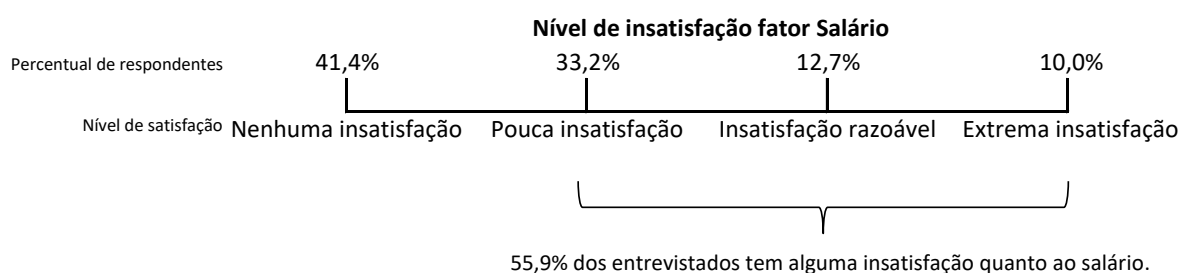 Nível de insatisfação fator Salário
Percentual de respondentes 41,4% 33,2% 12,7% 10,0%
Nível de satisfação Nenhuma insatisfação Pouca insatisfação Insatisfação razoável Extrema insatisfação
55,9% dos entrevistados tem alguma insatisfação quanto ao salário.